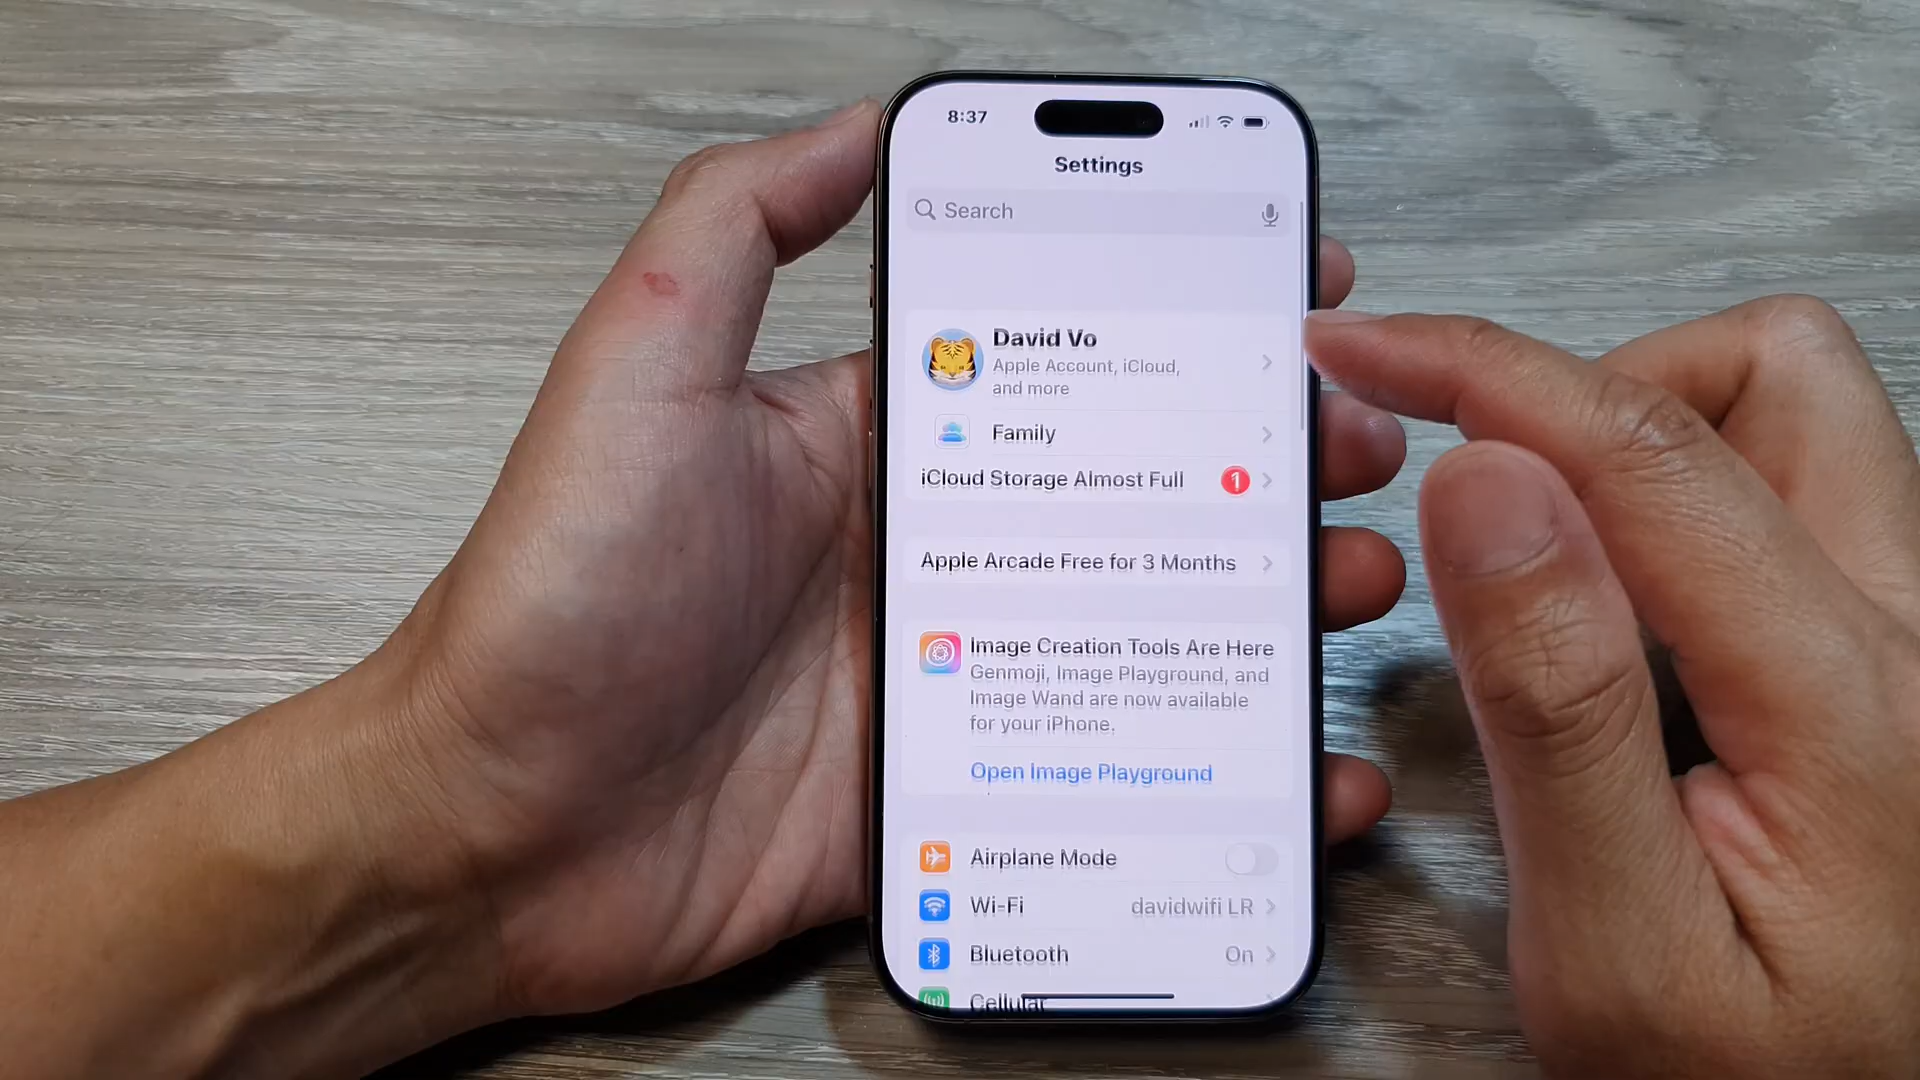 8:37
Settings
Search
David Vo
Apple Account, iCloud,
and more
Family
iCloud Storage Almost Full 1
Apple Arcade Free for 3 Months
Image Creation Tools Are Here
Genmoji, Image Playground, and
Image Wand are now available
for your iPhone.
Open Image Playground
Airplane Mode
Wi-Fi davidwifi LR
Bluetooth On
Cellular